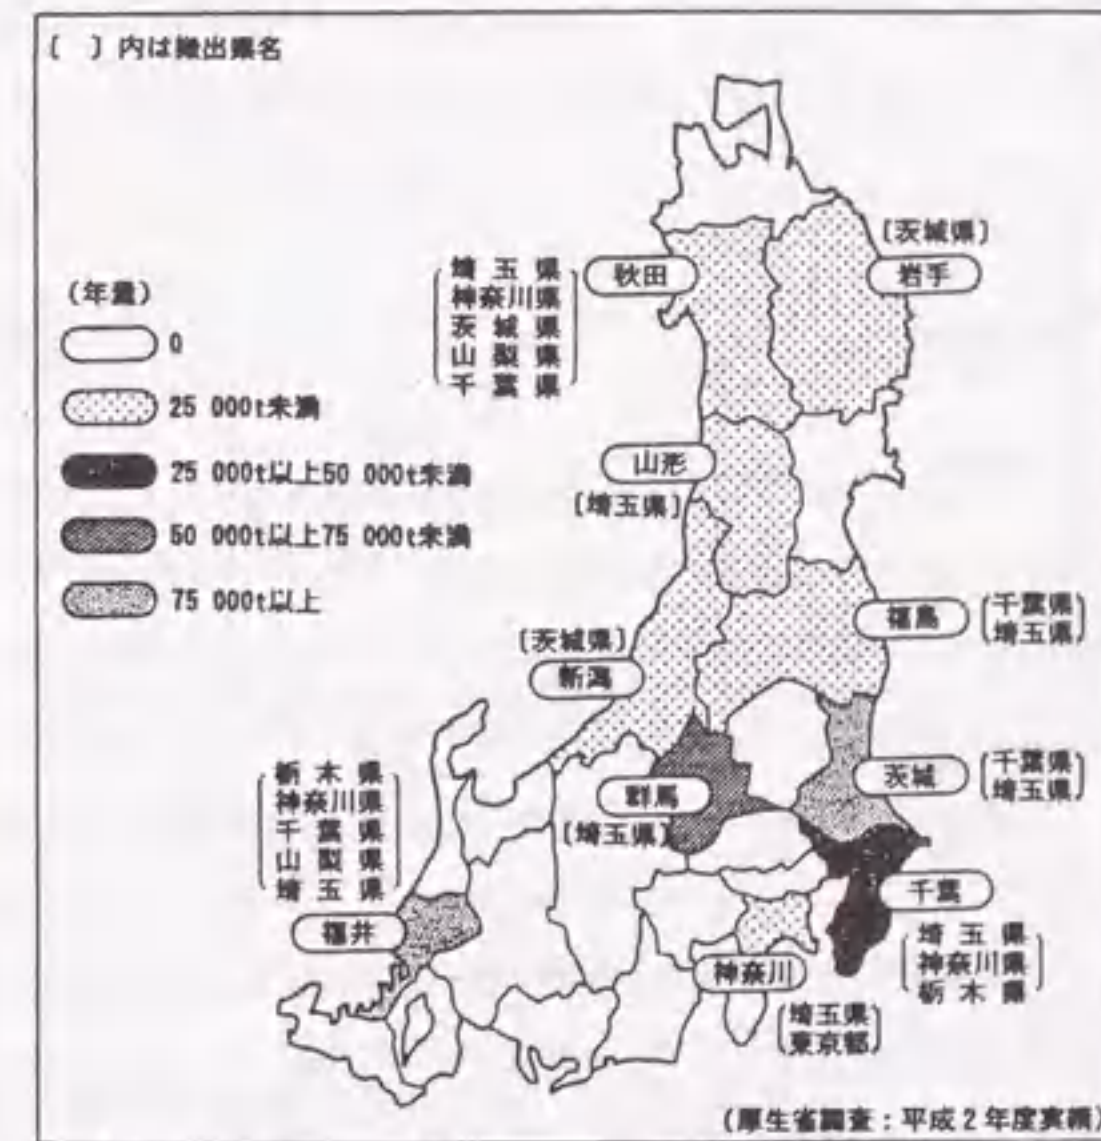 〔　〕内は搬出県名
(年量)
0
25 000t未満
25 000t以上50 000t未満
50 000t以上75 000t未満
75 000t以上
〔茨城県〕
岩手
秋田
埼玉県
神奈川県
茨城県
山梨県
千葉県
山形
〔埼玉県〕
福島
千葉県
埼玉県
〔茨城県〕
新潟
茨城
千葉県
埼玉県
群馬
〔埼玉県〕
栃木県
神奈川県
千葉県
山梨県
埼玉県
福井
千葉
埼玉県
神奈川県
栃木県
神奈川
埼玉県
東京都
(厚生省調査：平成2年度実績)